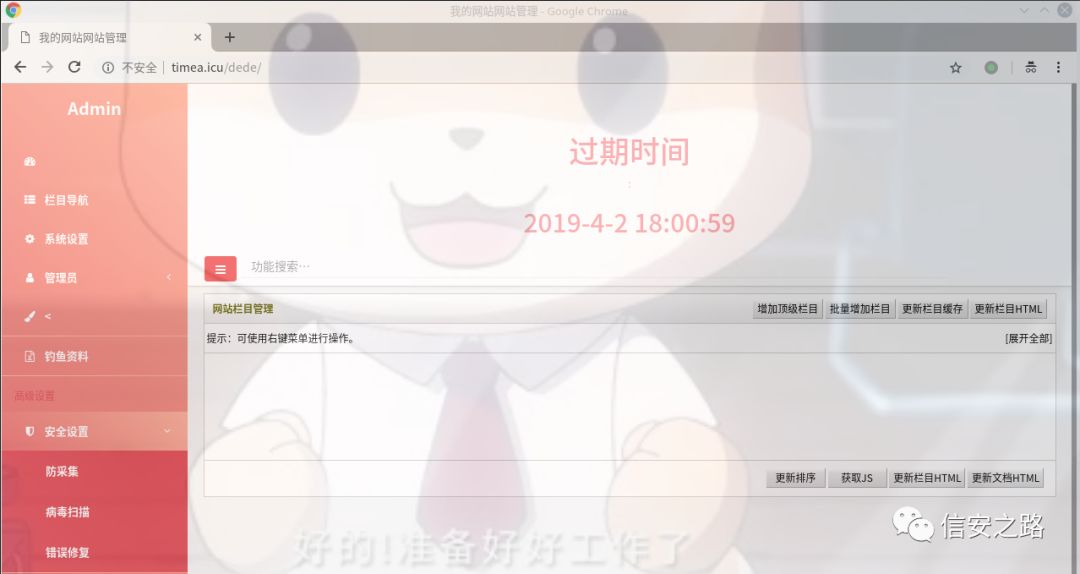 我的网站网站管理 - Google Chrome
我的网站网站管理
不安全 | timea.icu/dede/
Admin
过期时间
:
栏目导航
2019-4-2 18:00:59
系统设置
功能搜索…
管理员
<
网站栏目管理 增加顶级栏目 批量增加栏目 更新栏目缓存 更新栏目HTML
提示：可使用右键菜单进行操作。 [展开全部]
钓鱼资料
高级设置
安全设置
防采集
更新排序 获取JS 更新栏目HTML 更新文档HTML
病毒扫描
信安之路
错误修复
好的!准备好好工作了